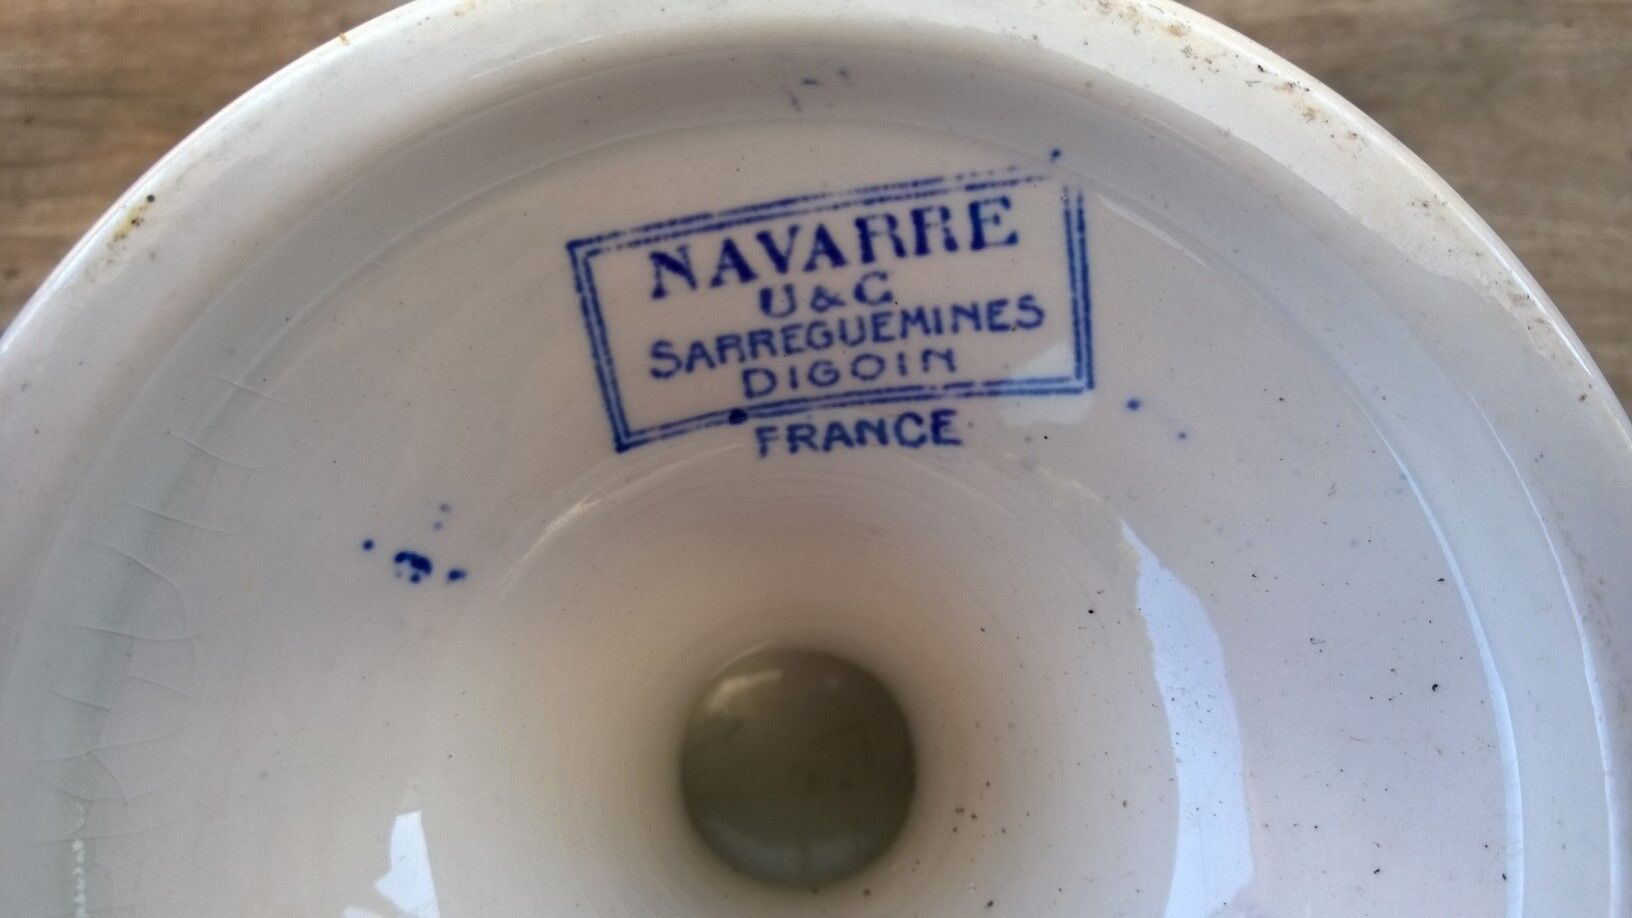 NAVARRE
U & C
SARREGUEMINES
DIGOIN
FRANCE